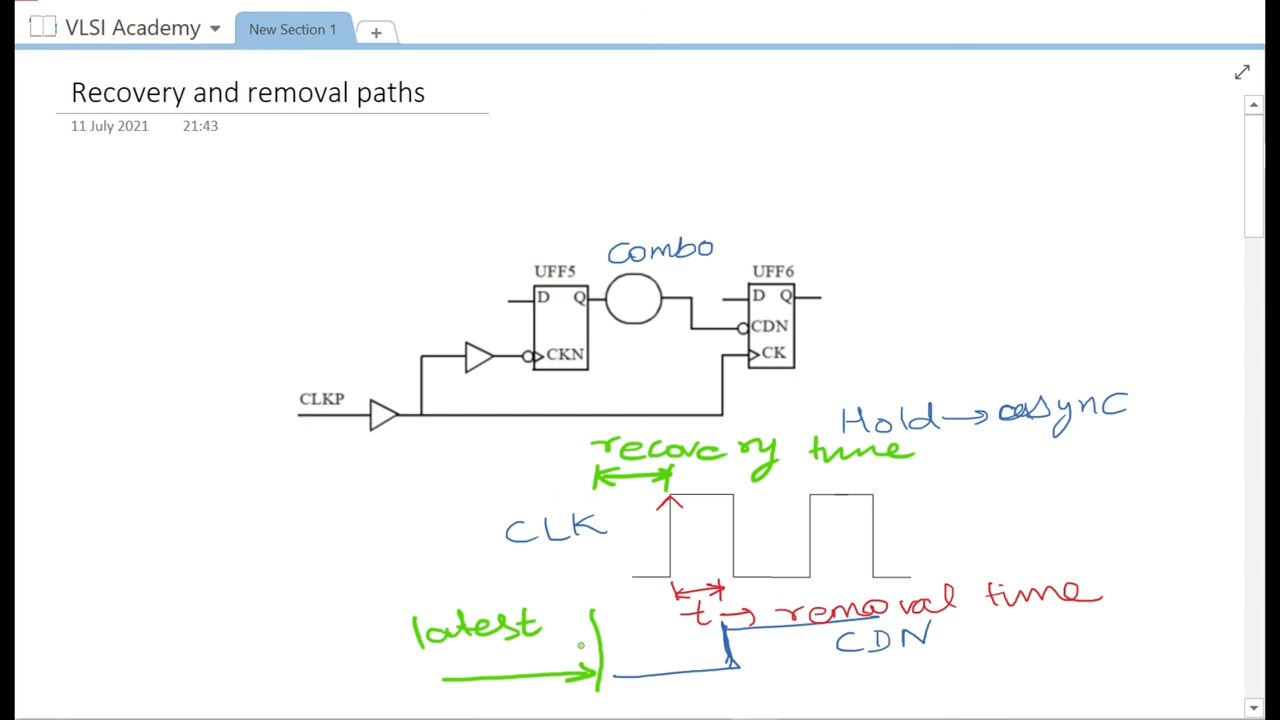 VLSI Academy
New Section 1
+
Recovery and removal paths
11 July 2021 21:43
combo
UFF5
UFF6
D Q
D Q
CDN
CKN
CK
CLKP
Hold → async
recovery time
CLK
t → removal time
latest
CDN